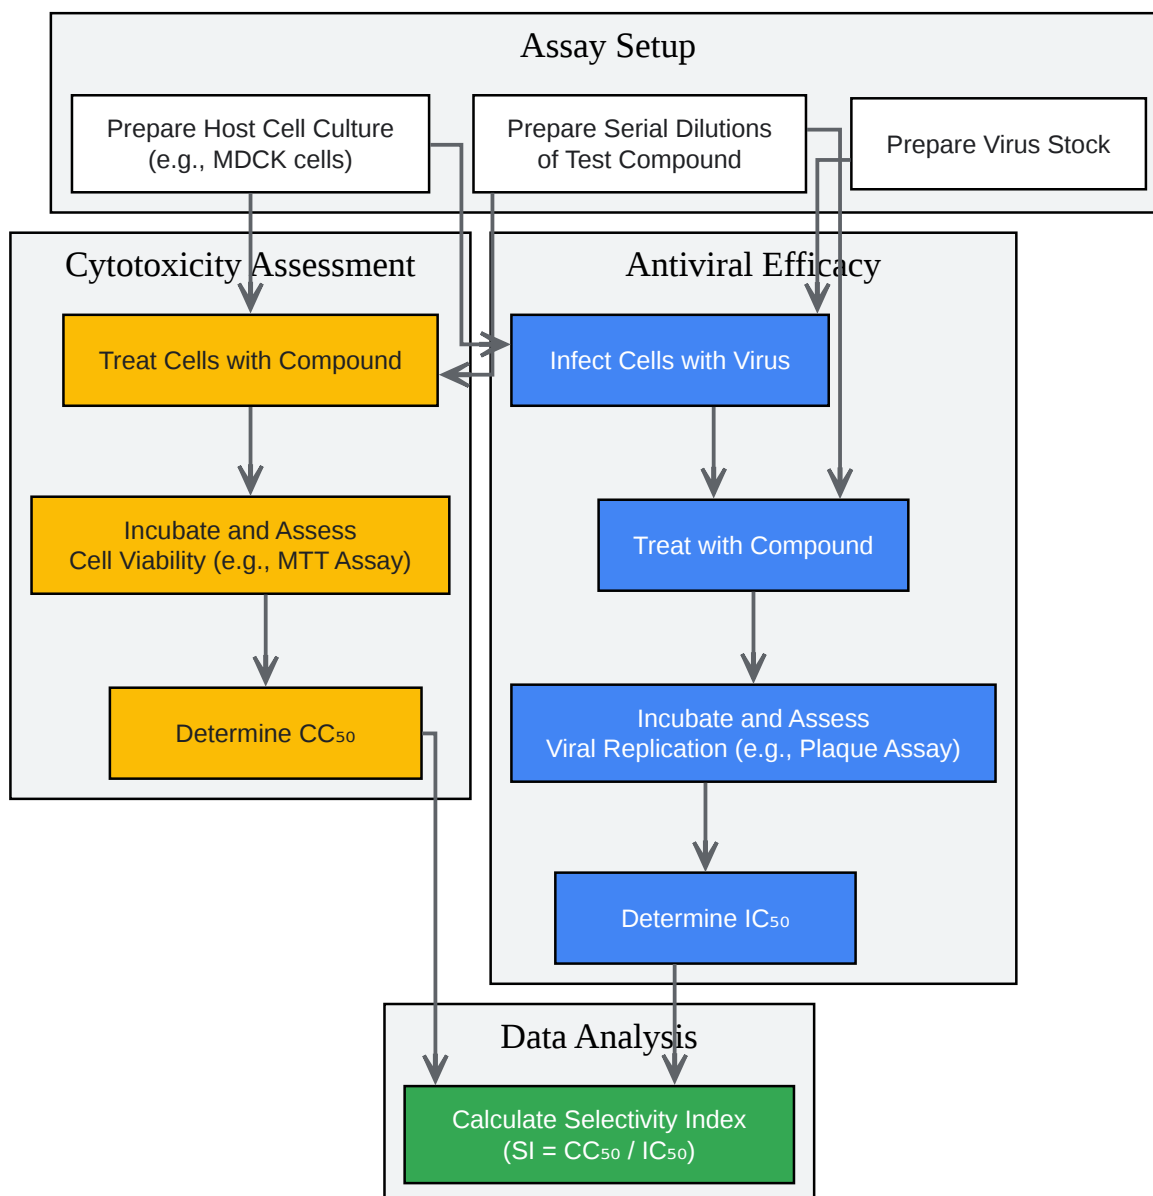 Assay Setup
Prepare Host Cell Culture
(e.g., MDCK cells)
Prepare Serial Dilutions
of Test Compound
Prepare Virus Stock
Cytotoxicity Assessment
Treat Cells with Compound
Incubate and Assess
Cell Viability (e.g., MTT Assay)
Determine CC₅₀
Antiviral Efficacy
Infect Cells with Virus
Treat with Compound
Incubate and Assess
Viral Replication (e.g., Plaque Assay)
Determine IC₅₀
Data Analysis
Calculate Selectivity Index
(SI = CC₅₀ / IC₅₀)